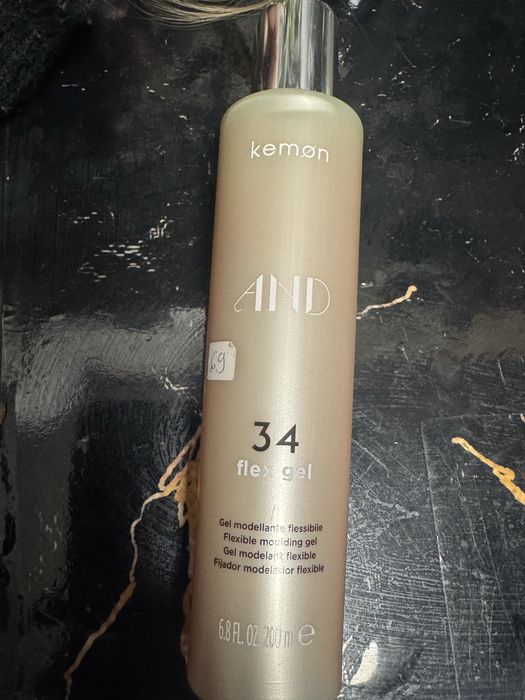 kemøn
AND
69
34
flex gel
Gel modellante flessibile
Flexible moulding gel
Gel modelant flexible
Fijador modelador flexible
6.8 FL. OZ. 200 ml e